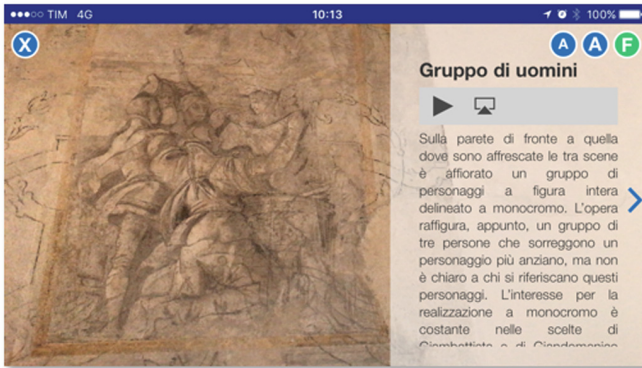 TIM 4G 10:13 100%
X A A F
Gruppo di uomini
Sulla parete di fronte a quella
dove sono affrescate le tra scene
è affiorato un gruppo di
personaggi a figura intera
delineato a monocromo. L'opera
raffigura, appunto, un gruppo di
tre persone che sorreggono un
personaggio più anziano, ma non
è chiaro a chi si riferiscano questi
personaggi. L'interesse per la
realizzazione a monocromo è
costante nelle scelte di